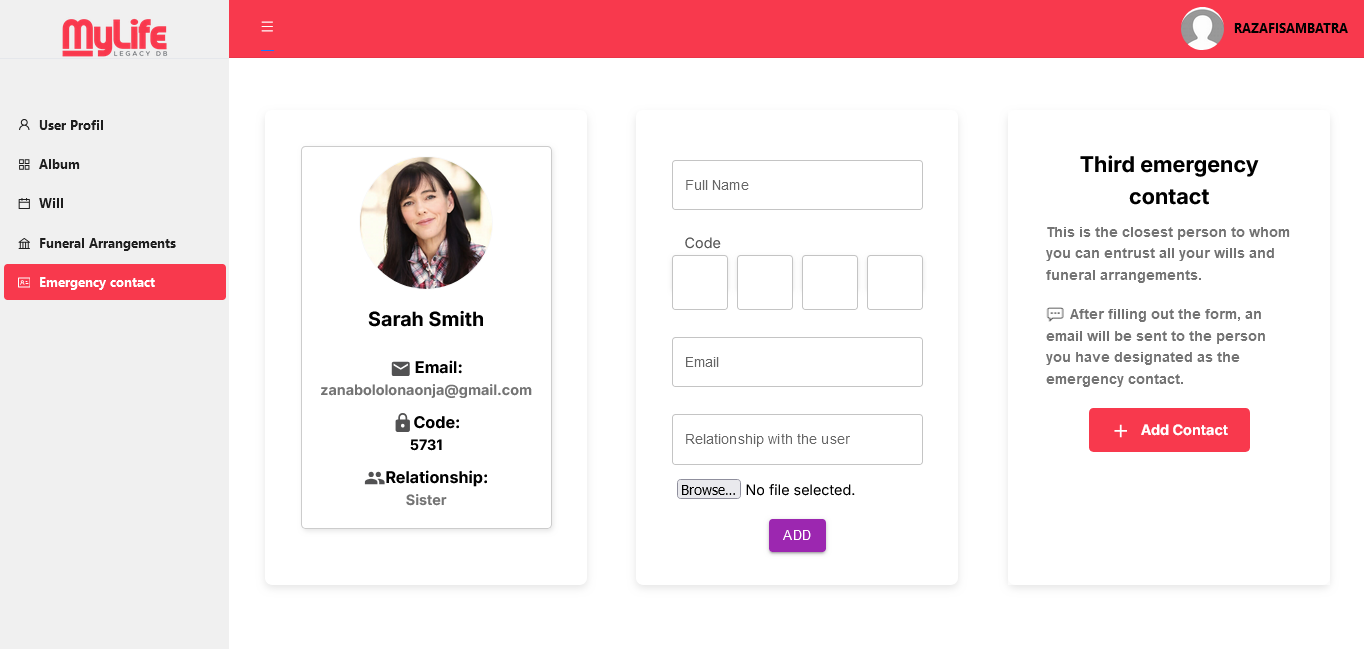 MyLife
LEGACY DB
RAZAFISAMBATRA
User Profil
Album
Will
Funeral Arrangements
Emergency contact
Sarah Smith
Email:
zanabololonaonja@gmail.com
Code:
5731
Relationship:
Sister
Full Name
Code
Email
Relationship with the user
Browse... No file selected.
ADD
Third emergency
contact
This is the closest person to whom
you can entrust all your wills and
funeral arrangements.
After filling out the form, an
email will be sent to the person
you have designated as the
emergency contact.
Add Contact